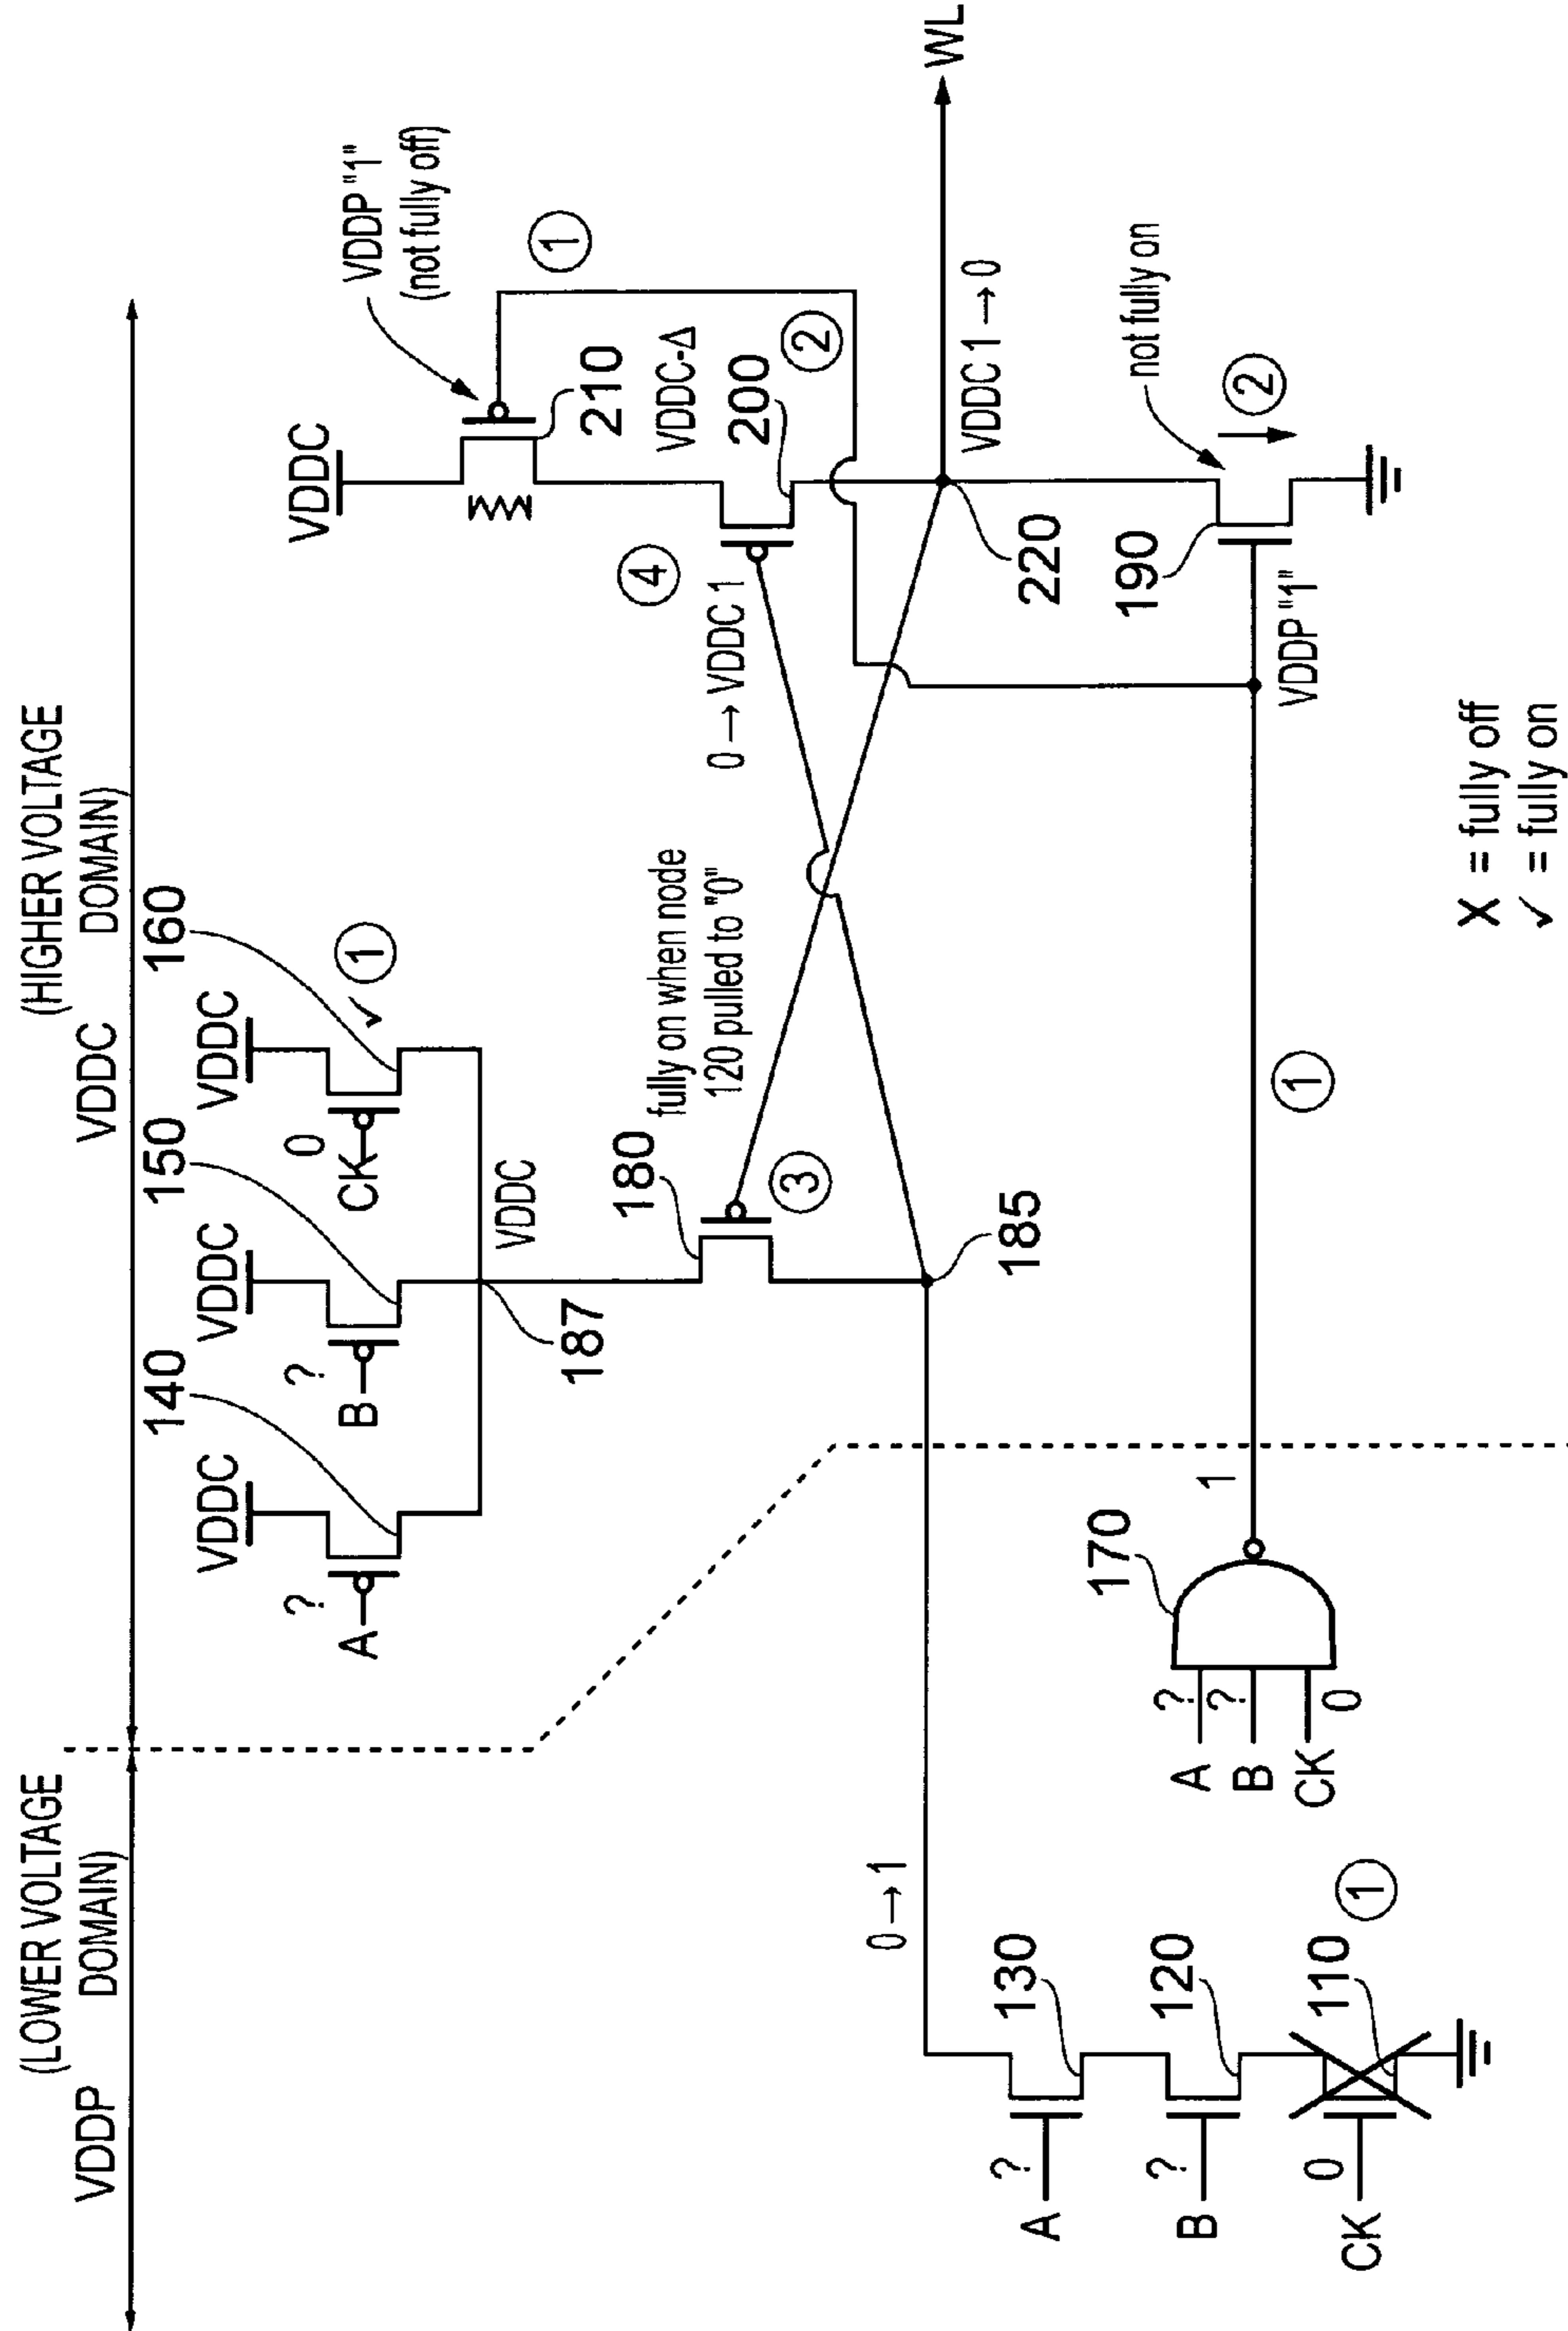 (LOWER VOLTAGE
VDDP DOMAIN)
(HIGHER VOLTAGE
VDDC DOMAIN)
140
150
160
VDDC
VDDC
VDDC
?
A
?
B
0
CK
✓
①
VDDC
187
180
fully on when node
120 pulled to "0"
③
185
VDDC
VDDP "1"
(not fully off)
①
210
VDDC-Δ
200
②
④
0 → VDDC 1
220
VDDC 1 → 0
WL
190
not fully on
②
VDDP "1"
①
0 → 1
130
?
A
120
?
B
110
0
CK
①
170
?
A
?
B
CK
0
1
X = fully off
✓ = fully on